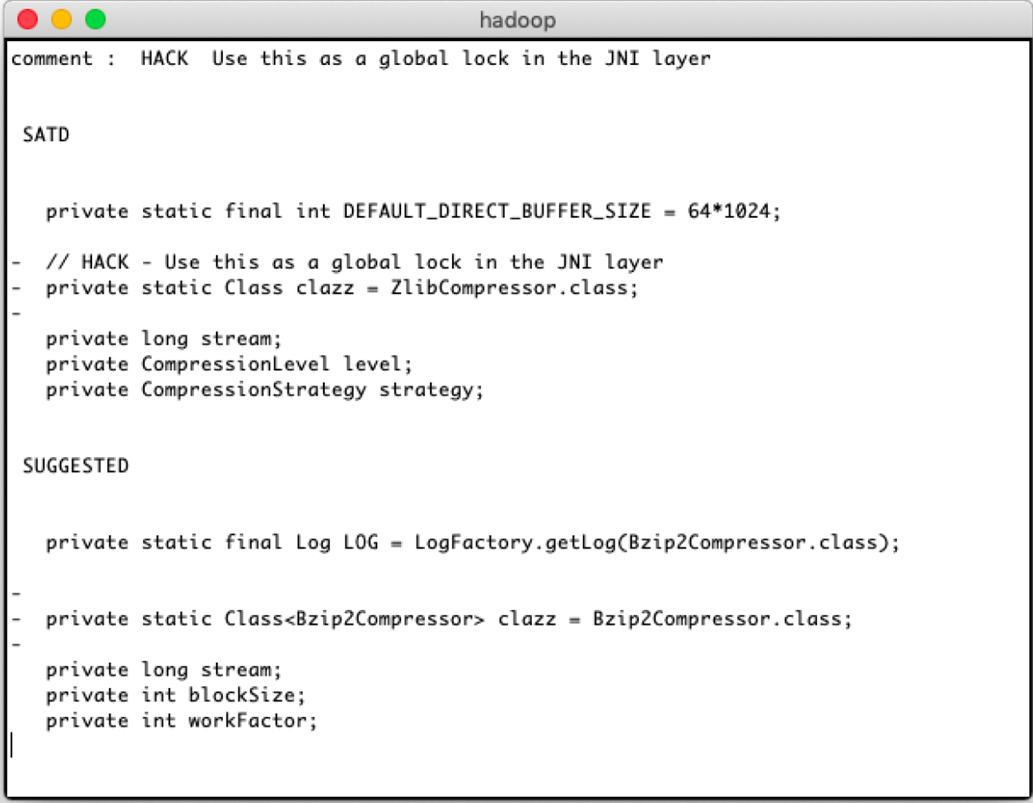 hadoop
comment :  HACK  Use this as a global lock in the JNI layer
SATD
private static final int DEFAULT_DIRECT_BUFFER_SIZE = 64*1024;
-  // HACK - Use this as a global lock in the JNI layer
-  private static Class clazz = ZlibCompressor.class;
-
private long stream;
private CompressionLevel level;
private CompressionStrategy strategy;
SUGGESTED
private static final Log LOG = LogFactory.getLog(Bzip2Compressor.class);
-
-  private static Class<Bzip2Compressor> clazz = Bzip2Compressor.class;
-
private long stream;
private int blockSize;
private int workFactor;